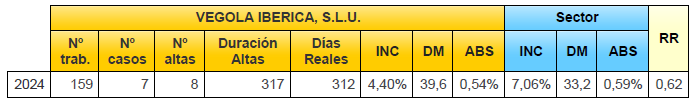 VEGOLA IBERICA, S.L.U. Sector RR
Nº trab. Nº casos Nº altas Duración Altas Días Reales INC DM ABS INC DM ABS
2024 159 7 8 317 312 4,40% 39,6 0,54% 7,06% 33,2 0,59% 0,62